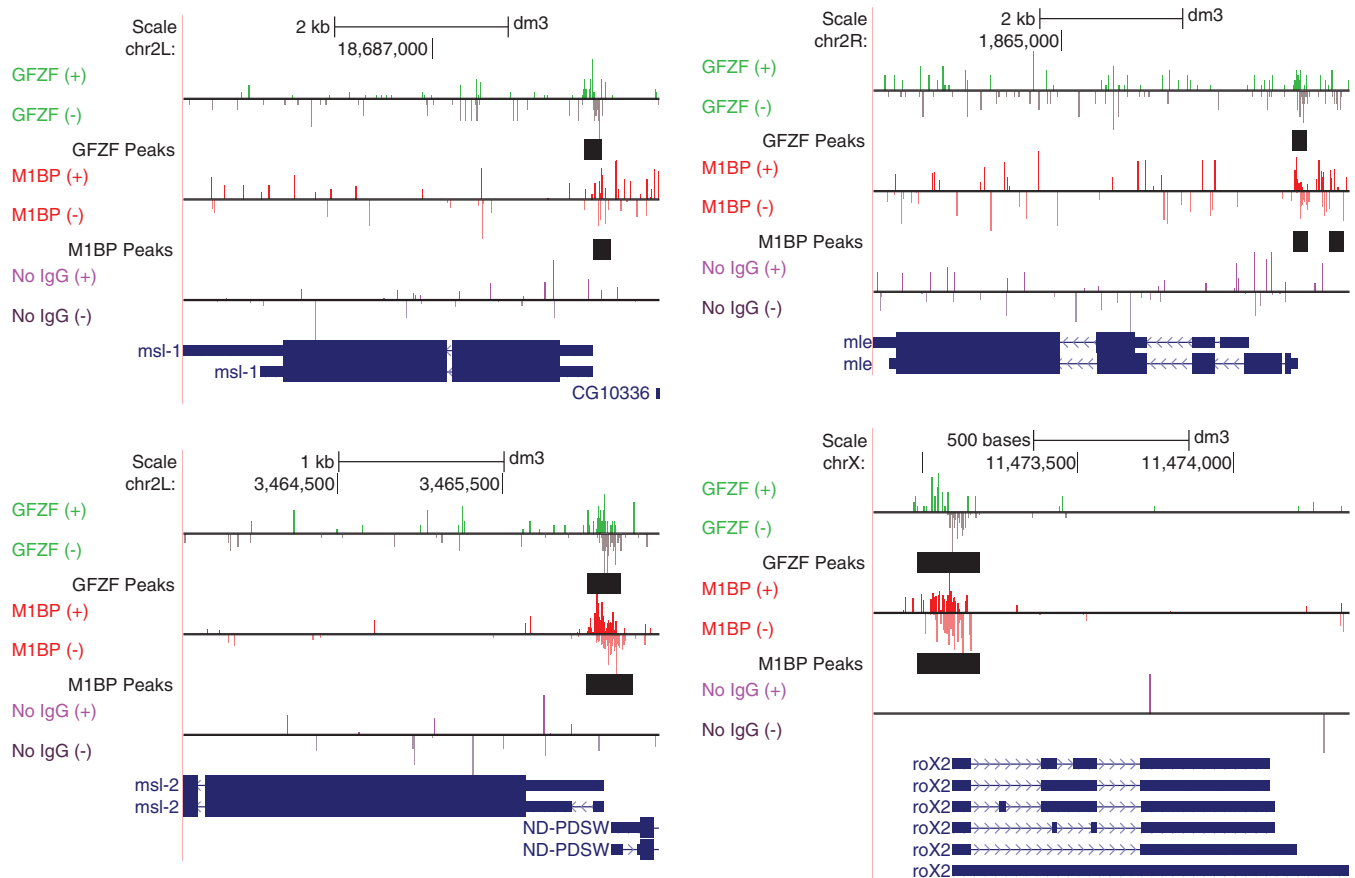 Scale 2 kb dm3
chr2L: 18,687,000
GFZF (+)
GFZF (-)
GFZF Peaks
M1BP (+)
M1BP (-)
M1BP Peaks
No IgG (+)
No IgG (-)
msl-1
msl-1
CG10336
Scale 2 kb dm3
chr2R: 1,865,000
GFZF (+)
GFZF (-)
GFZF Peaks
M1BP (+)
M1BP (-)
M1BP Peaks
No IgG (+)
No IgG (-)
mle
mle
Scale 1 kb dm3
chr2L: 3,464,500 3,465,500
GFZF (+)
GFZF (-)
GFZF Peaks
M1BP (+)
M1BP (-)
M1BP Peaks
No IgG (+)
No IgG (-)
msl-2
msl-2
ND-PDSW
ND-PDSW
Scale 500 bases dm3
chrX: 11,473,500 11,474,000
GFZF (+)
GFZF (-)
GFZF Peaks
M1BP (+)
M1BP (-)
M1BP Peaks
No IgG (+)
No IgG (-)
roX2
roX2
roX2
roX2
roX2
roX2